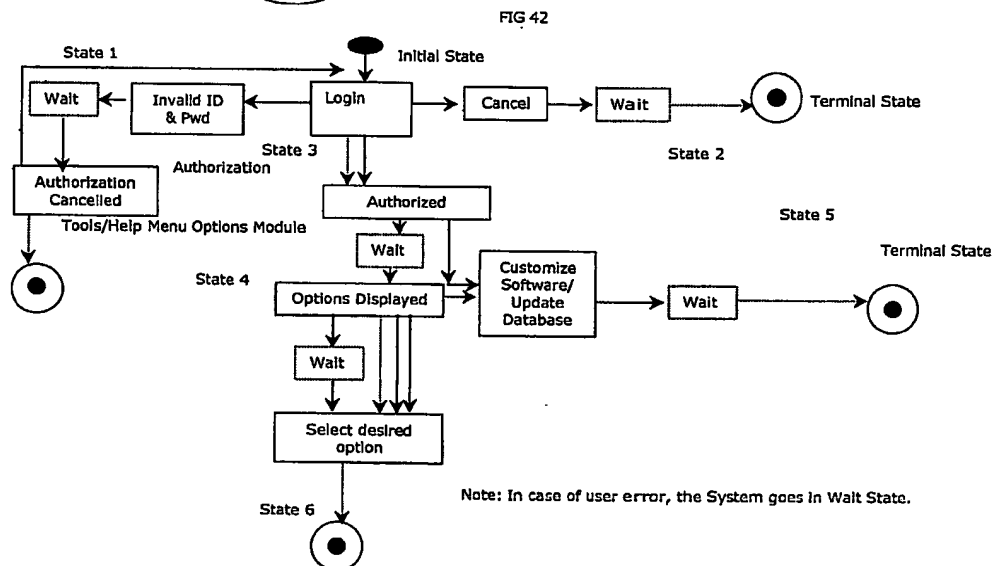 FIG 42
State 1
Initial State
Wait
Invalid ID
& Pwd
Login
Cancel
Wait
Terminal State
State 3
State 2
Authorization
Authorization
Cancelled
Authorized
State 5
Tools/Help Menu Options Module
Wait
Terminal State
State 4
Options Displayed
Customize
Software/
Update
Database
Wait
Wait
Select desired
option
Note: In case of user error, the System goes in Wait State.
State 6